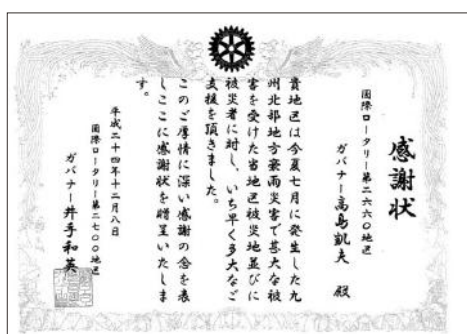 感謝状
国際ロータリー第二六六〇地区
ガバナー高島凱夫 殿
貴地区は今夏七月に発生した九
州北部地方豪雨災害で甚大な被
害を受けた当地区被災地並びに
被災者に対し、いち早く多大なご
支援を頂きました。
このご厚情に深い感謝の念を表
しここに感謝状を贈呈いたしま
す。
平成二十四年十二月八日
国際ロータリー第二七〇〇地区
ガバナー井手和英